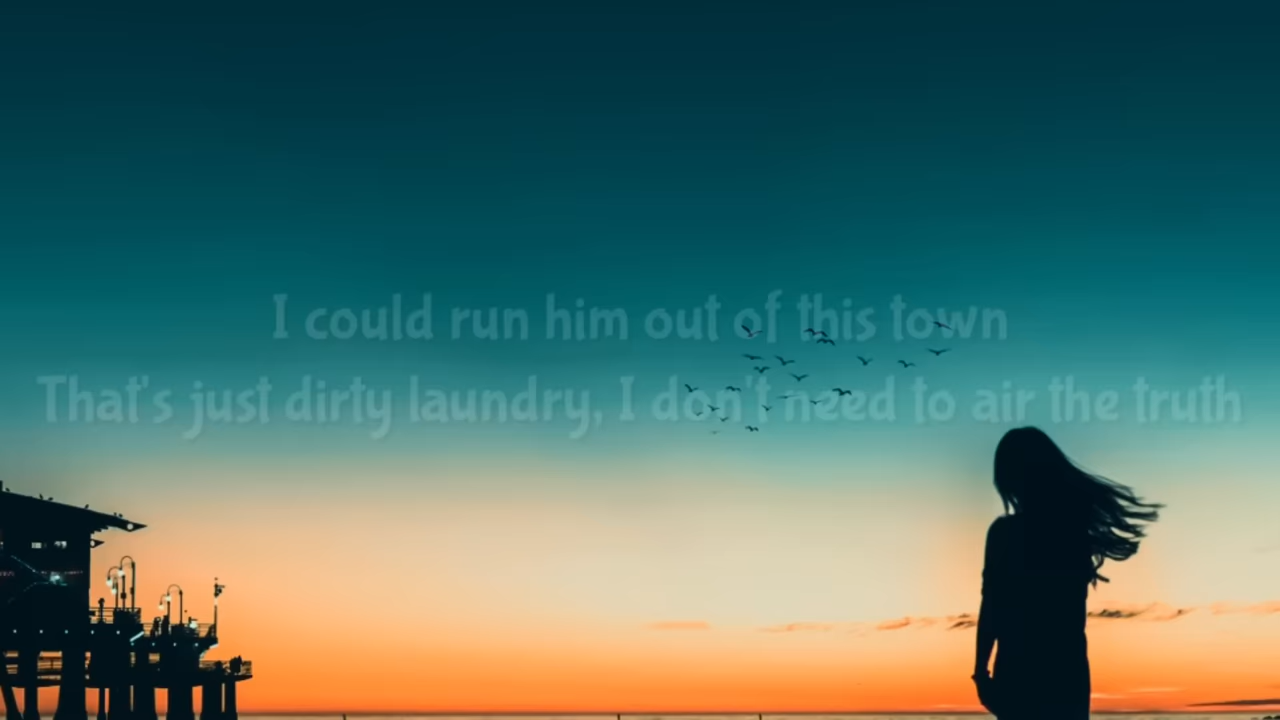 I could run him out of this town
That's just dirty laundry, I don't need to air the truth